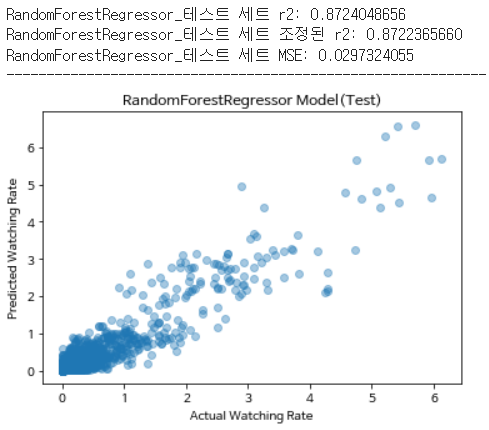 RandomForestRegressor_테스트 세트 r2: 0.8724048656
RandomForestRegressor_테스트 세트 조정된 r2: 0.8722365660
RandomForestRegressor_테스트 세트 MSE: 0.0297324055
RandomForestRegressor Model(Test)
Predicted Watching Rate
6
5
4
3
2
1
0
0 1 2 3 4 5 6
Actual Watching Rate